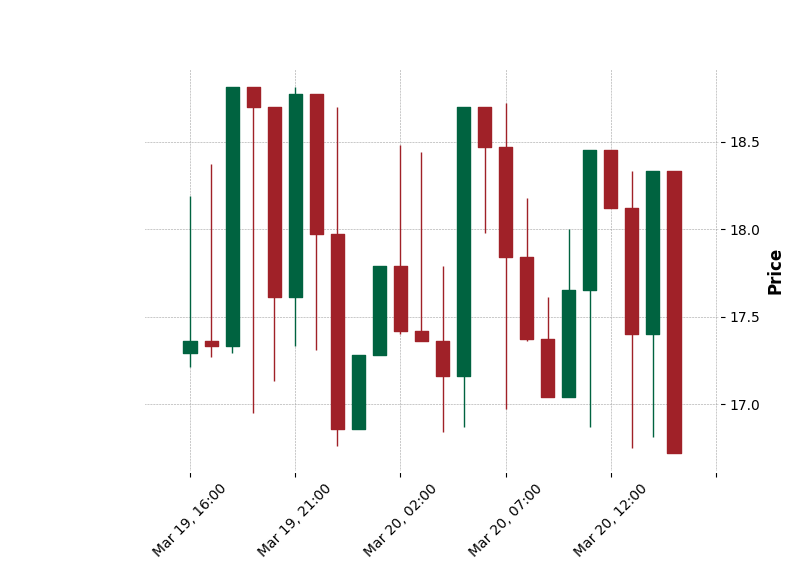 18.5
18.0
17.5
17.0
Price
Mar 19, 16:00
Mar 19, 21:00
Mar 20, 02:00
Mar 20, 07:00
Mar 20, 12:00